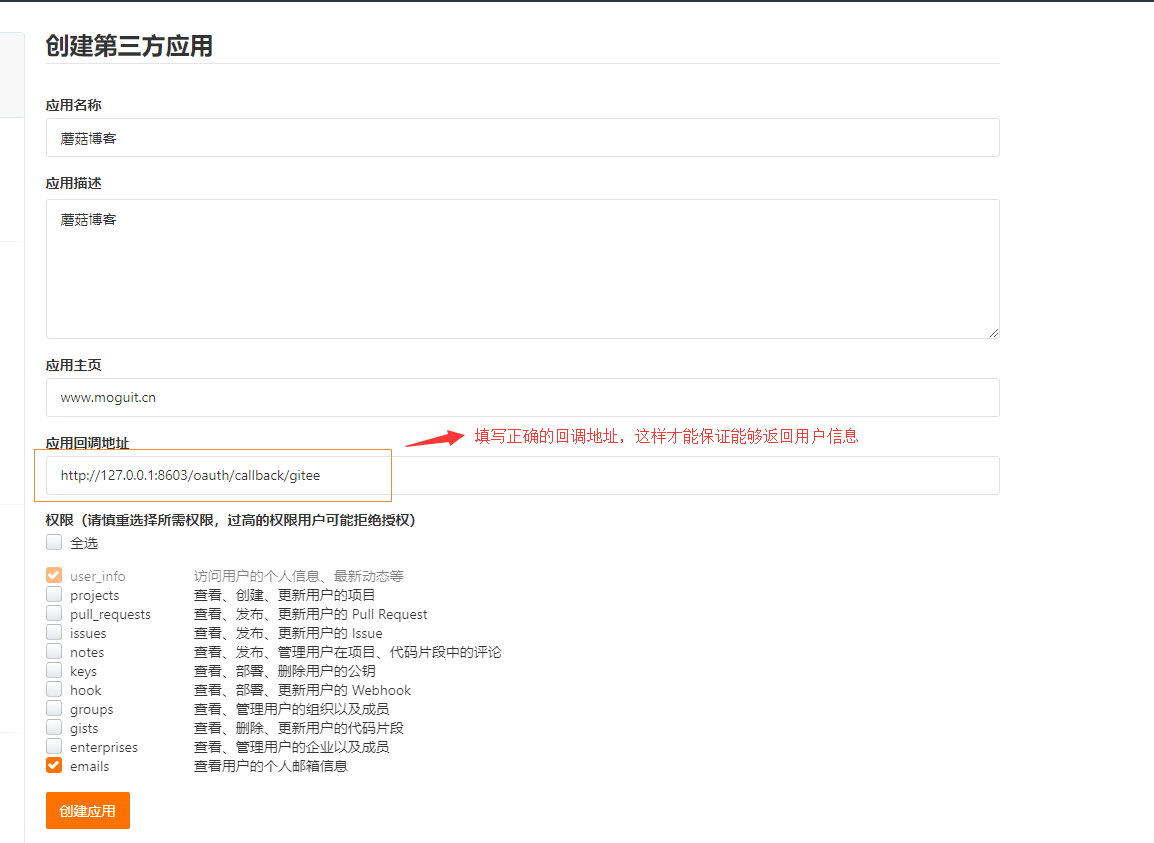 创建第三方应用
应用名称
蘑菇博客
应用描述
蘑菇博客
应用主页
www.moguit.cn
应用回调地址
填写正确的回调地址，这样才能保证能够返回用户信息
http://127.0.0.1:8603/oauth/callback/gitee
权限（请慎重选择所需权限，过高的权限用户可能拒绝授权）
全选
user_info 访问用户的个人信息、最新动态等
projects 查看、创建、更新用户的项目
pull_requests 查看、发布、更新用户的 Pull Request
issues 查看、发布、更新用户的 Issue
notes 查看、发布、管理用户在项目、代码片段中的评论
keys 查看、部署、删除用户的公钥
hook 查看、部署、更新用户的 Webhook
groups 查看、管理用户的组织以及成员
gists 查看、删除、更新用户的代码片段
enterprises 查看、管理用户的企业以及成员
emails 查看用户的个人邮箱信息
创建应用